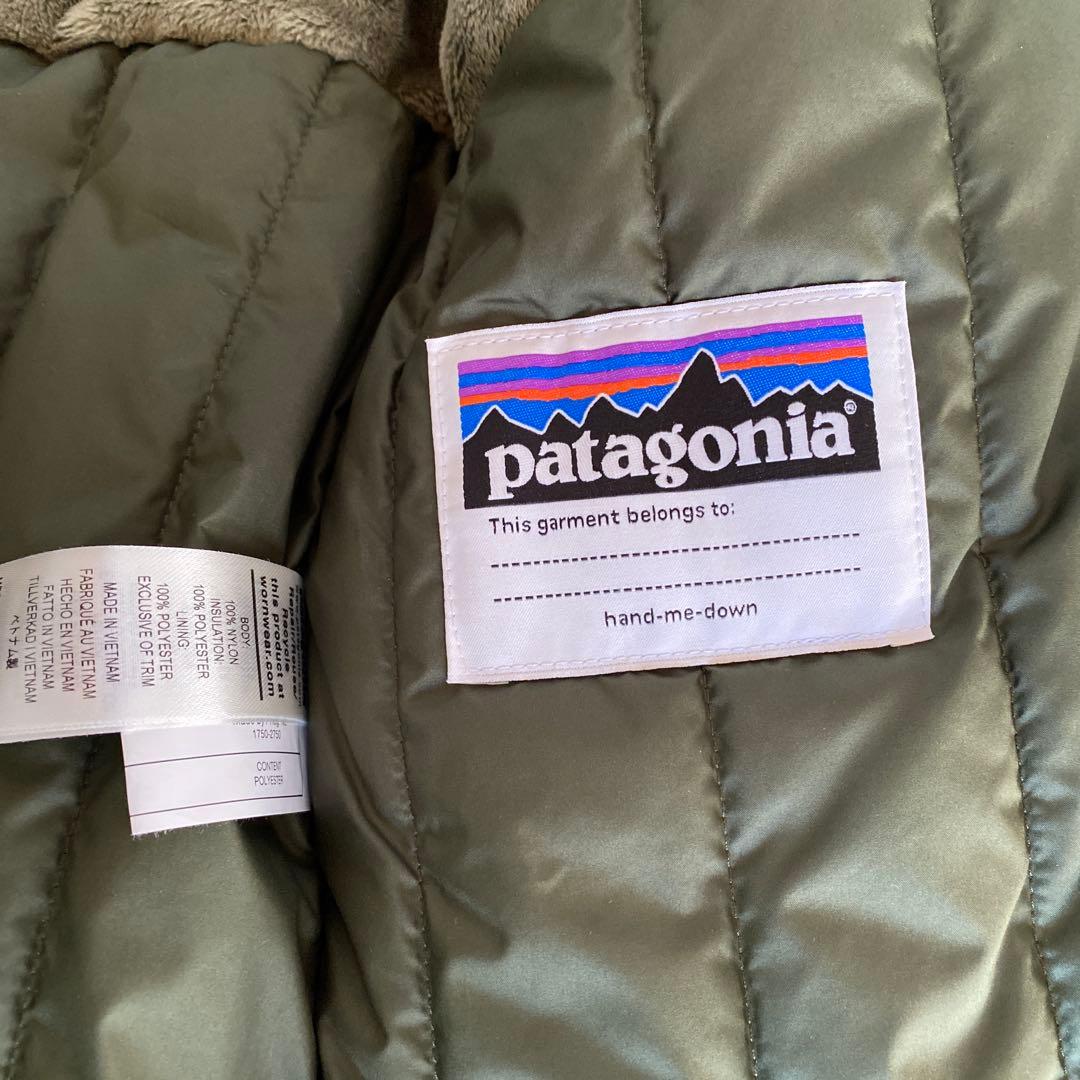 patagonia®
This garment belongs to:
hand-me-down
Recycle
this product at
wornwear.com
BODY:
100% NYLON
INSULATION:
100% POLYESTER
LINING:
100% POLYESTER
EXCLUSIVE OF TRIM
MADE IN VIETNAM
FABRIQUÉ AU VIETNAM
HECHO EN VIETNAM
FATTO IN VIETNAM
TILLVERKAD I VIETNAM
ベトナム製
1750-2750
CONTENT
POLYESTER